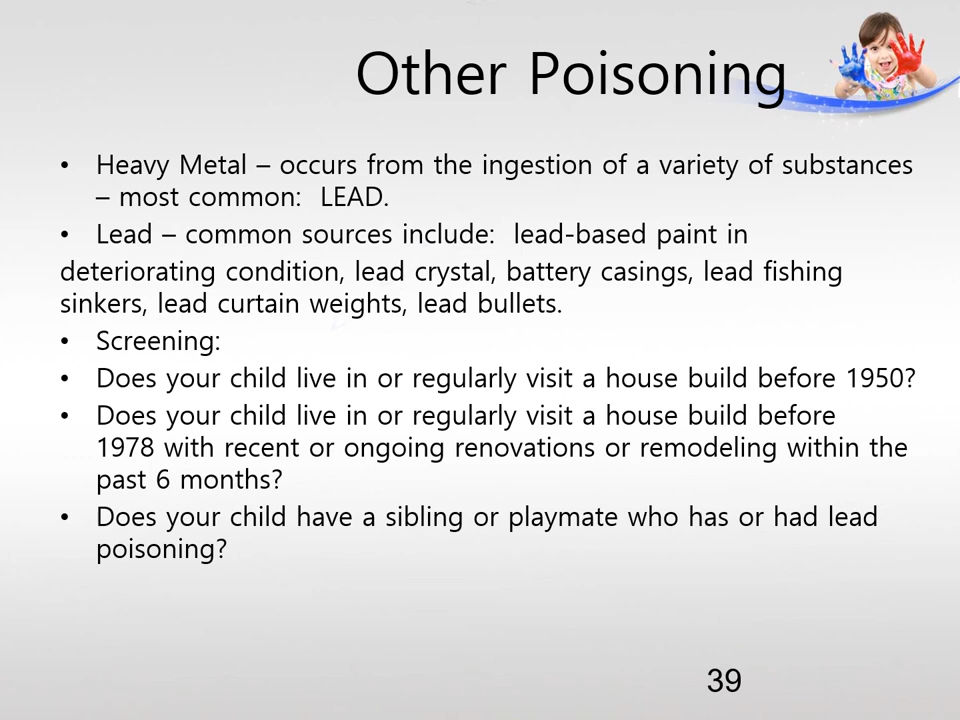 Other Poisoning
• Heavy Metal – occurs from the ingestion of a variety of substances
– most common:  LEAD.
• Lead – common sources include:  lead-based paint in
deteriorating condition, lead crystal, battery casings, lead fishing
sinkers, lead curtain weights, lead bullets.
• Screening:
• Does your child live in or regularly visit a house build before 1950?
• Does your child live in or regularly visit a house build before
1978 with recent or ongoing renovations or remodeling within the
past 6 months?
• Does your child have a sibling or playmate who has or had lead
poisoning?
39